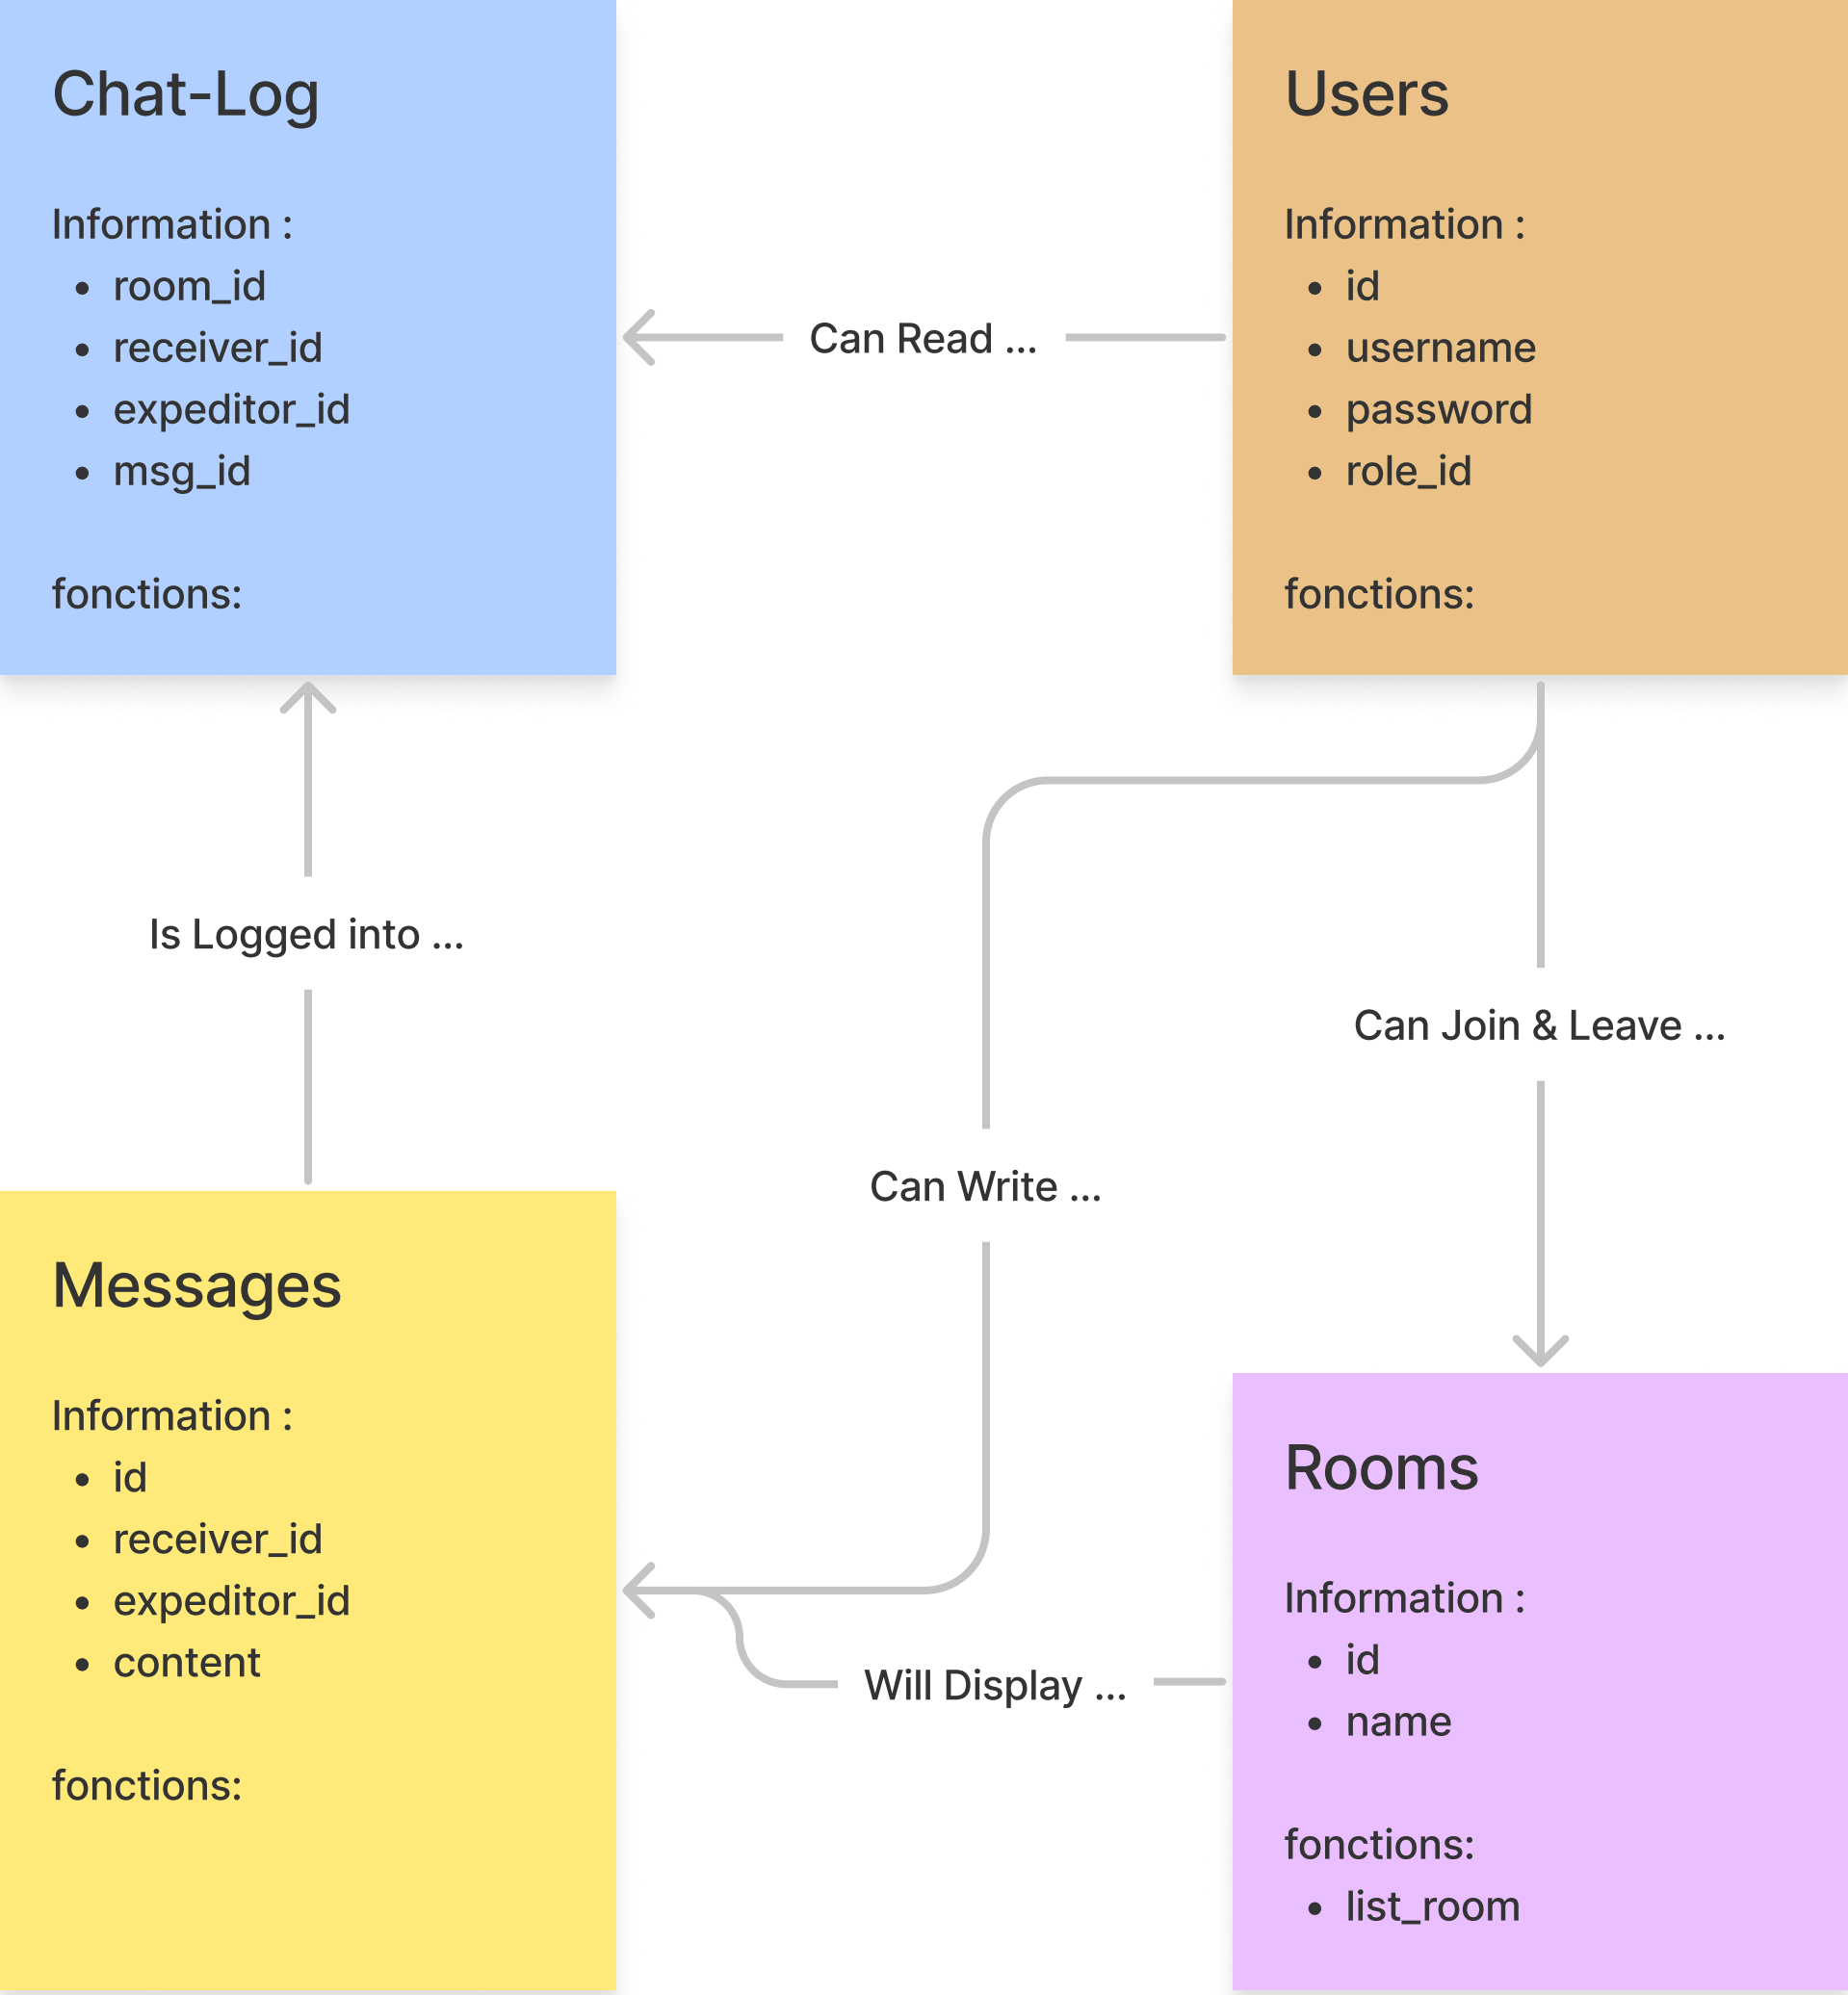 Chat-Log
Information :
room_id
receiver_id
expeditor_id
msg_id
fonctions:
Can Read ...
Users
Information :
id
username
password
role_id
fonctions:
Is Logged into ...
Can Write ...
Can Join & Leave ...
Messages
Information :
id
receiver_id
expeditor_id
content
fonctions:
Will Display ...
Rooms
Information :
id
name
fonctions:
list_room